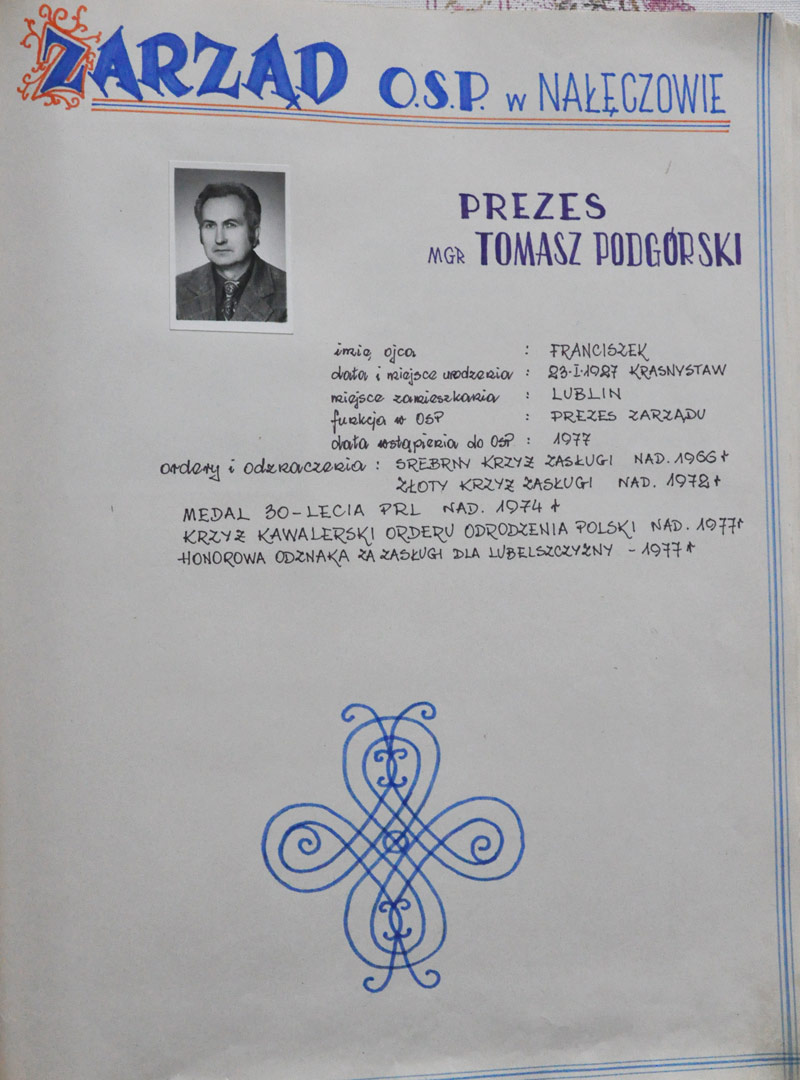 ZARZĄD O.S.P. w NAŁĘCZOWIE
PREZES
MGR TOMASZ PODGÓRSKI
imię ojca : FRANCISZEK
data i miejsce urodzenia : 23·I·1927 KRASNYSTAW
miejsce zamieszkania : LUBLIN
funkcja w OSP : PREZES ZARZĄDU
data wstąpienia do OSP : 1977
ordery i odznaczenia : SREBRNY KRZYŻ ZASŁUGI NAD. 1966 r
ZŁOTY KRZYŻ ZASŁUGI NAD. 1972 r
MEDAL 30-LECIA PRL NAD. 1974 r
KRZYŻ KAWALERSKI ORDERU ODRODZENIA POLSKI NAD. 1977 r
HONOROWA ODZNAKA ZA ZASŁUGI DLA LUBELSZCZYZNY - 1977 r